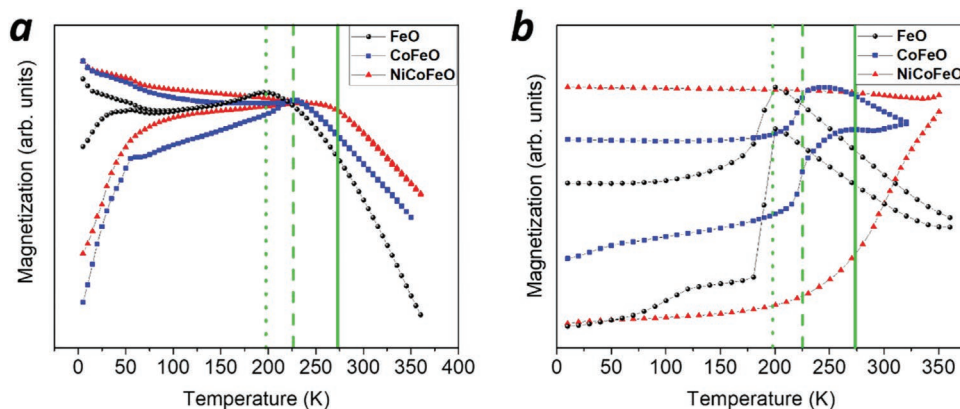 a
FeO
CoFeO
NiCoFeO
Magnetization (arb. units)
0 50 100 150 200 250 300 350 400
Temperature (K)
b
FeO
CoFeO
NiCoFeO
Magnetization (arb. units)
0 50 100 150 200 250 300 350
Temperature (K)